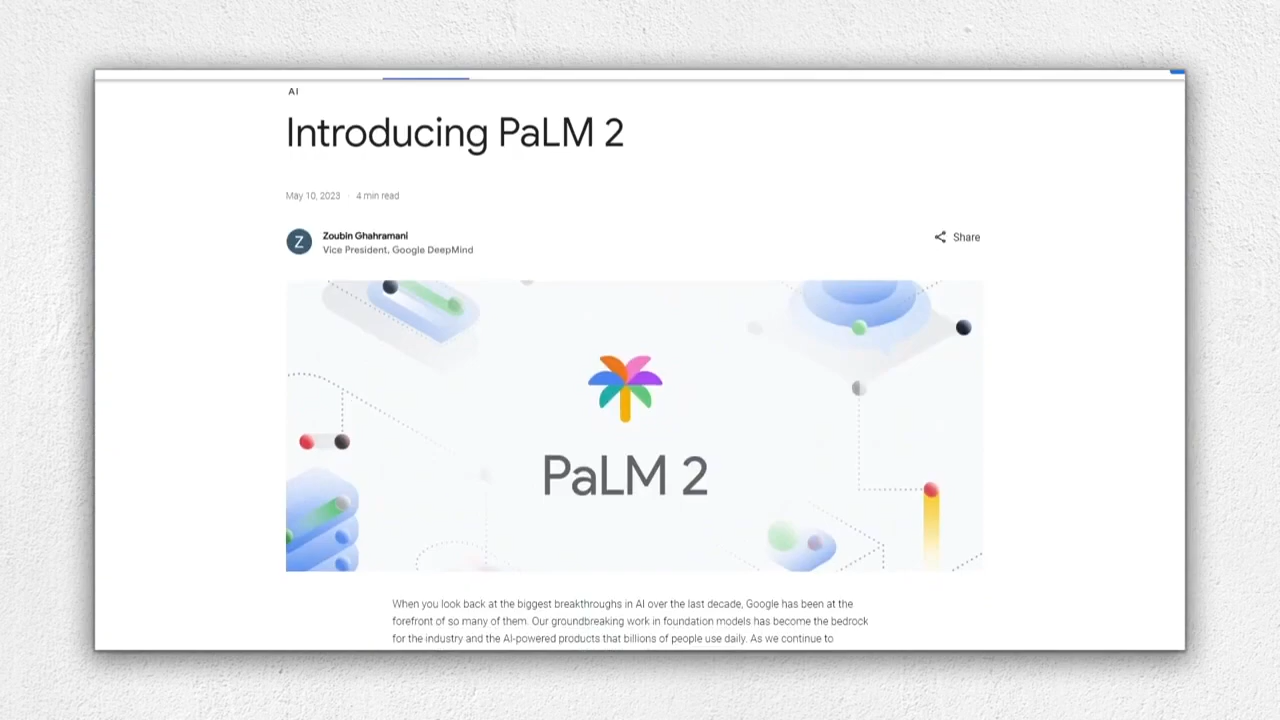 AI
Introducing PaLM 2
May 10, 2023 · 4 min read
Z
Zoubin Ghahramani
Vice President, Google DeepMind
Share
PaLM 2
When you look back at the biggest breakthroughs in AI over the last decade, Google has been at the
forefront of so many of them. Our groundbreaking work in foundation models has become the bedrock
for the industry and the AI-powered products that billions of people use daily. As we continue to